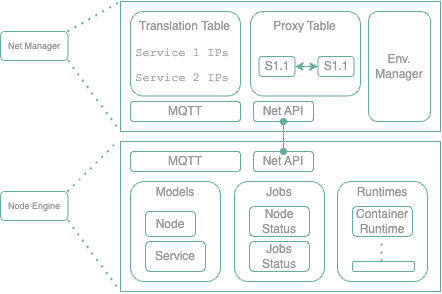 Net Manager
Translation Table
Service 1 IPs
Service 2 IPs
Proxy Table
S1.1
S1.1
Env.
Manager
MQTT
Net API
Node Engine
MQTT
Net API
Models
Node
Service
Jobs
Node
Status
Jobs
Status
Runtimes
Container
Runtime